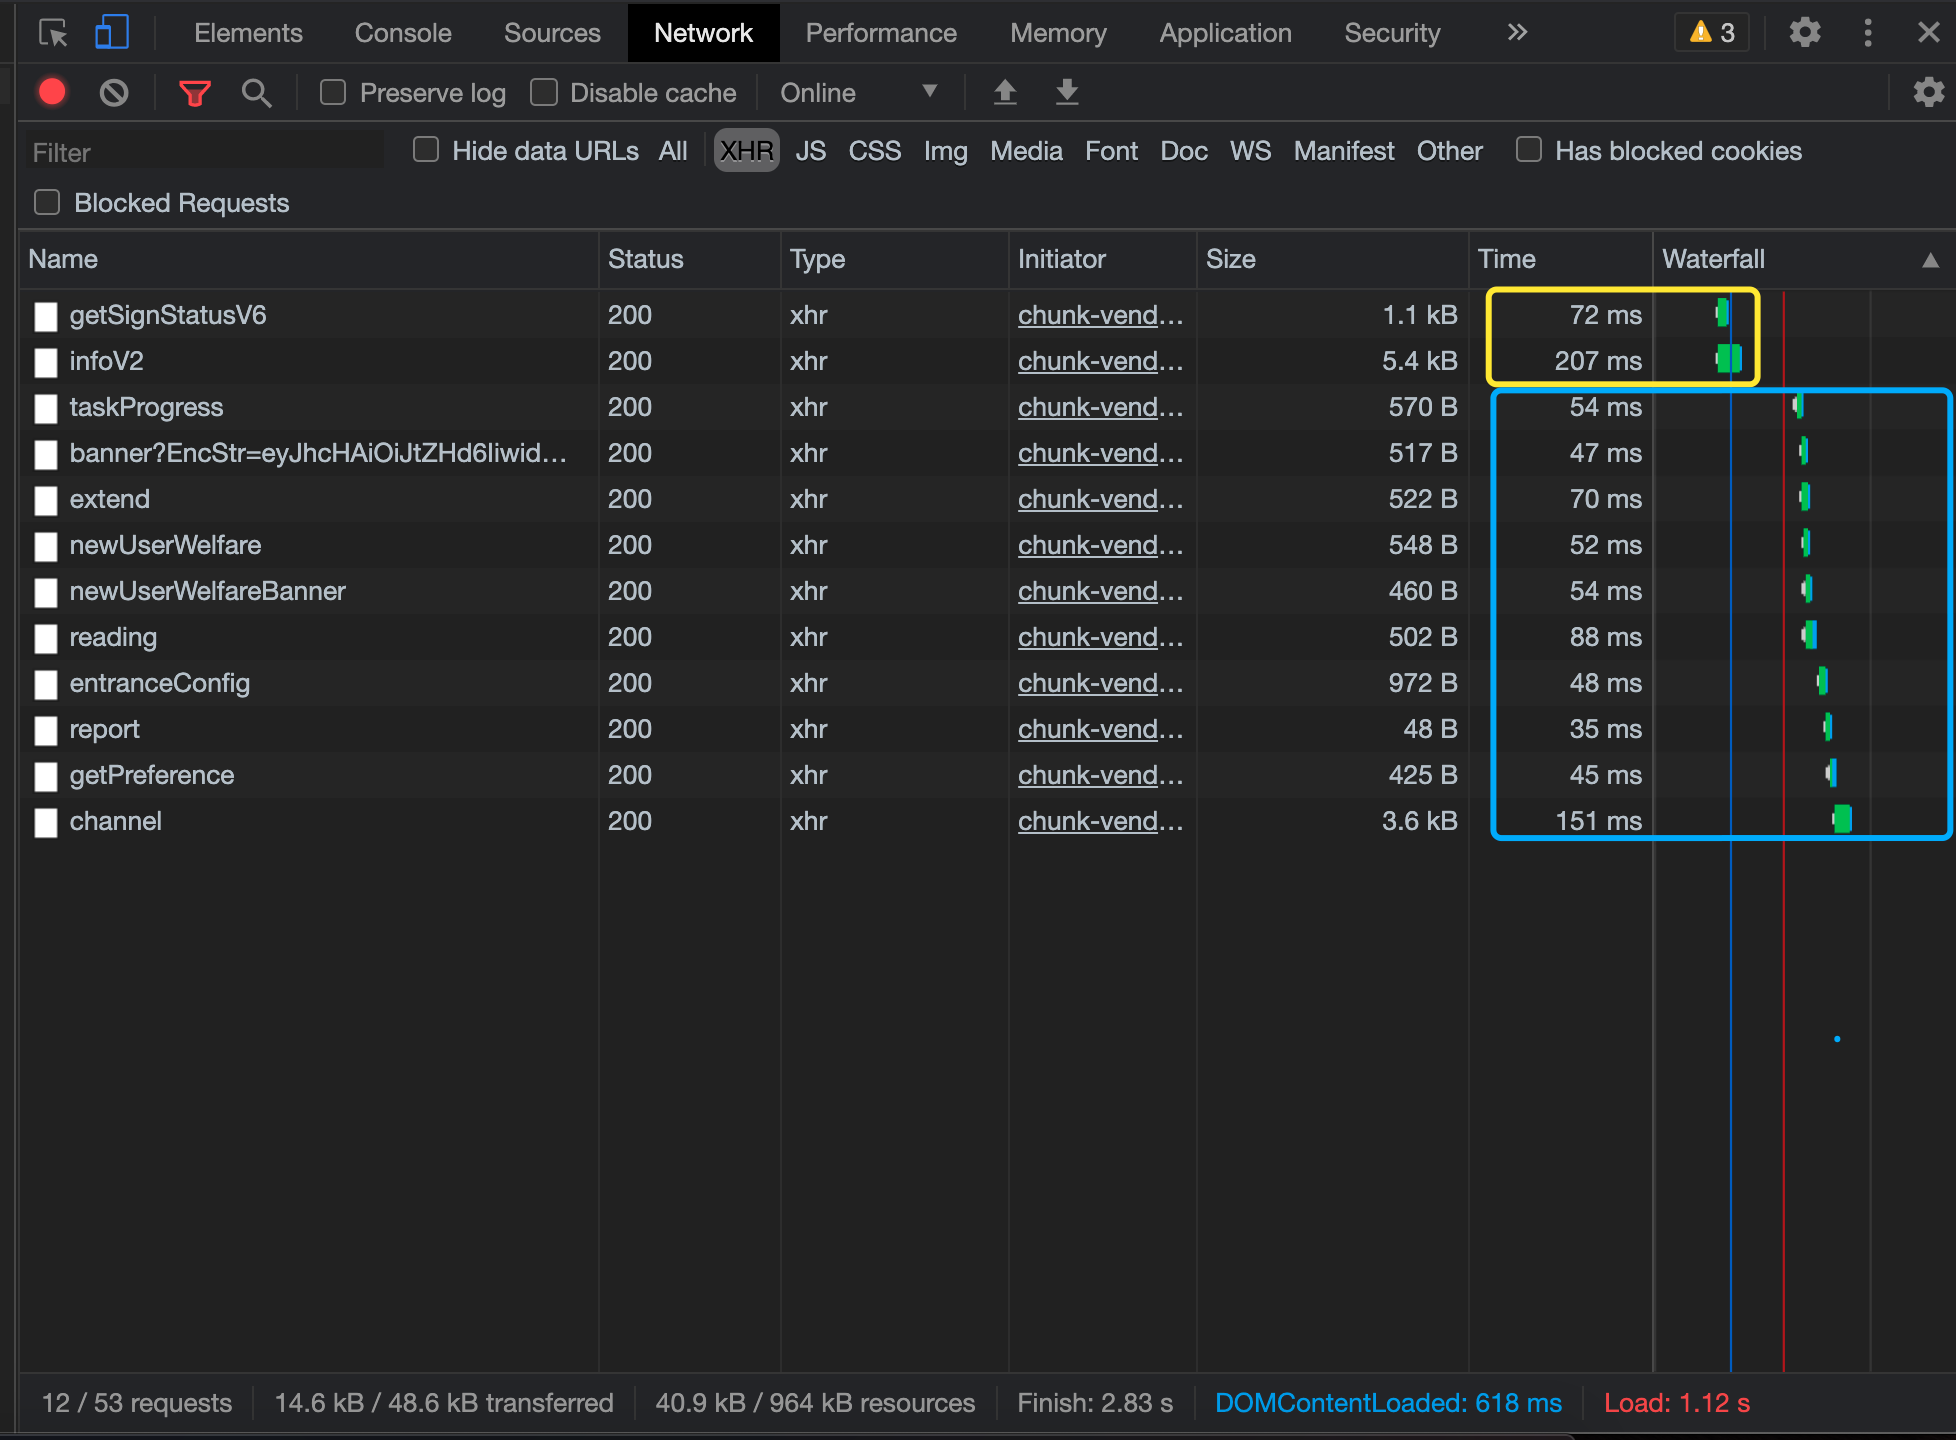 Elements Console Sources Network Performance Memory Application Security » 3
Preserve log Disable cache Online
Filter Hide data URLs All XHR JS CSS Img Media Font Doc WS Manifest Other Has blocked cookies
Blocked Requests
Name Status Type Initiator Size Time Waterfall
getSignStatusV6 200 xhr chunk-vend… 1.1 kB 72 ms
infoV2 200 xhr chunk-vend… 5.4 kB 207 ms
taskProgress 200 xhr chunk-vend… 570 B 54 ms
banner?EncStr=eyJhcHAiOiJtZHd6Iiwid… 200 xhr chunk-vend… 517 B 47 ms
extend 200 xhr chunk-vend… 522 B 70 ms
newUserWelfare 200 xhr chunk-vend… 548 B 52 ms
newUserWelfareBanner 200 xhr chunk-vend… 460 B 54 ms
reading 200 xhr chunk-vend… 502 B 88 ms
entranceConfig 200 xhr chunk-vend… 972 B 48 ms
report 200 xhr chunk-vend… 48 B 35 ms
getPreference 200 xhr chunk-vend… 425 B 45 ms
channel 200 xhr chunk-vend… 3.6 kB 151 ms
12 / 53 requests 14.6 kB / 48.6 kB transferred 40.9 kB / 964 kB resources Finish: 2.83 s DOMContentLoaded: 618 ms Load: 1.12 s